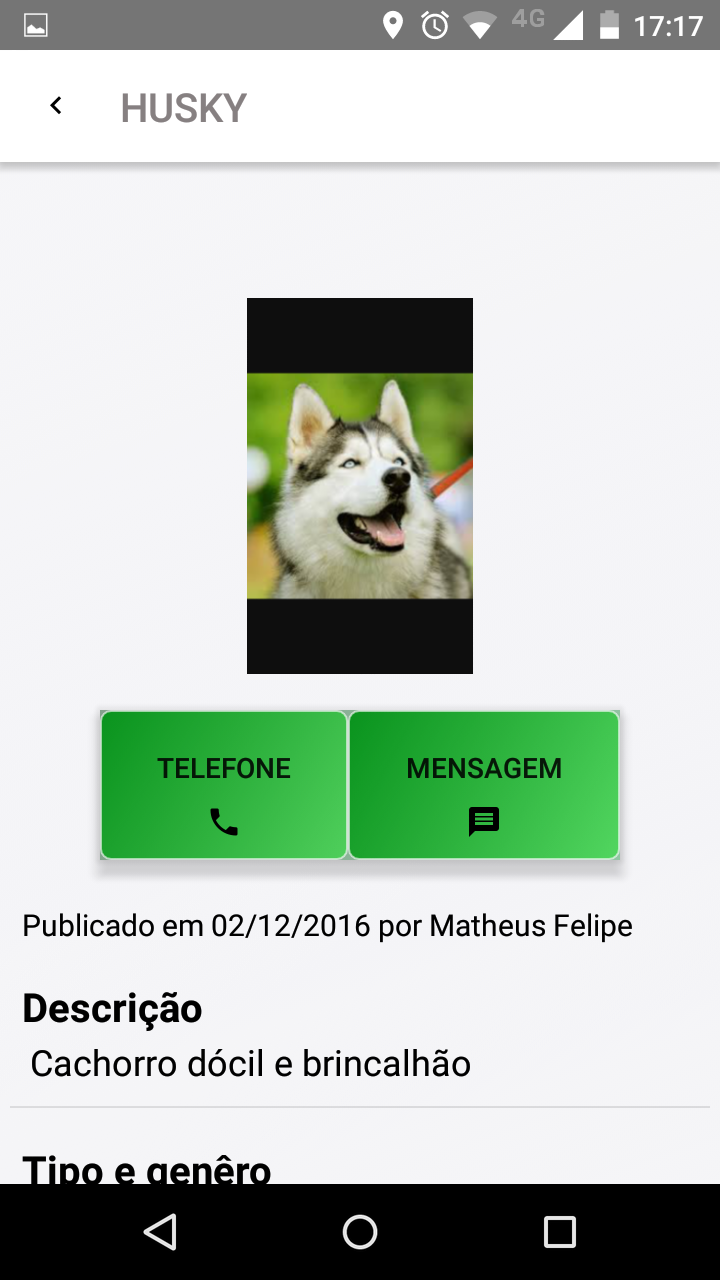 4G 17:17
HUSKY
TELEFONE
MENSAGEM
Publicado em 02/12/2016 por Matheus Felipe
Descrição
Cachorro dócil e brincalhão
Tipo e genêro